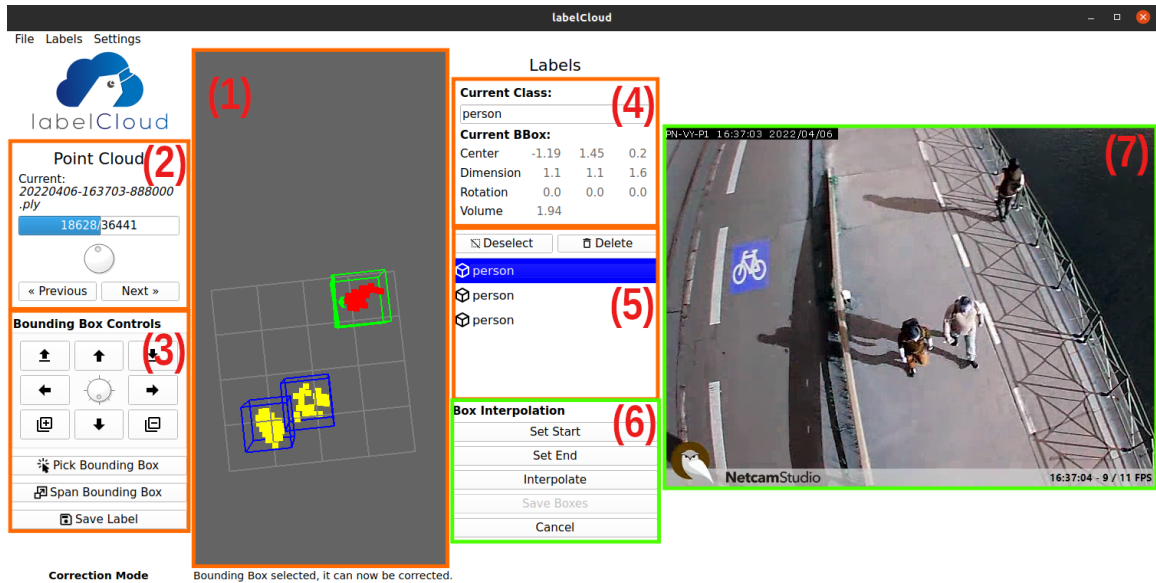 labelCloud
File Labels Settings
labelCloud
Point Cloud
(2)
Current:
20220406-163703-888000
.ply
18628/36441
« Previous
Next »
Bounding Box Controls
(3)
Pick Bounding Box
Span Bounding Box
Save Label
Correction Mode
(1)
Bounding Box selected, it can now be corrected.
Labels
Current Class:
(4)
person
Current BBox:
Center -1.19 1.45 0.2
Dimension 1.1 1.1 1.6
Rotation 0.0 0.0 0.0
Volume 1.94
Deselect
Delete
person
person
person
(5)
Box Interpolation
(6)
Set Start
Set End
Interpolate
Save Boxes
Cancel
PN-VY-P1 16:37:03 2022/04/06
(7)
NetcamStudio
16:37:04 - 9 / 11 FPS